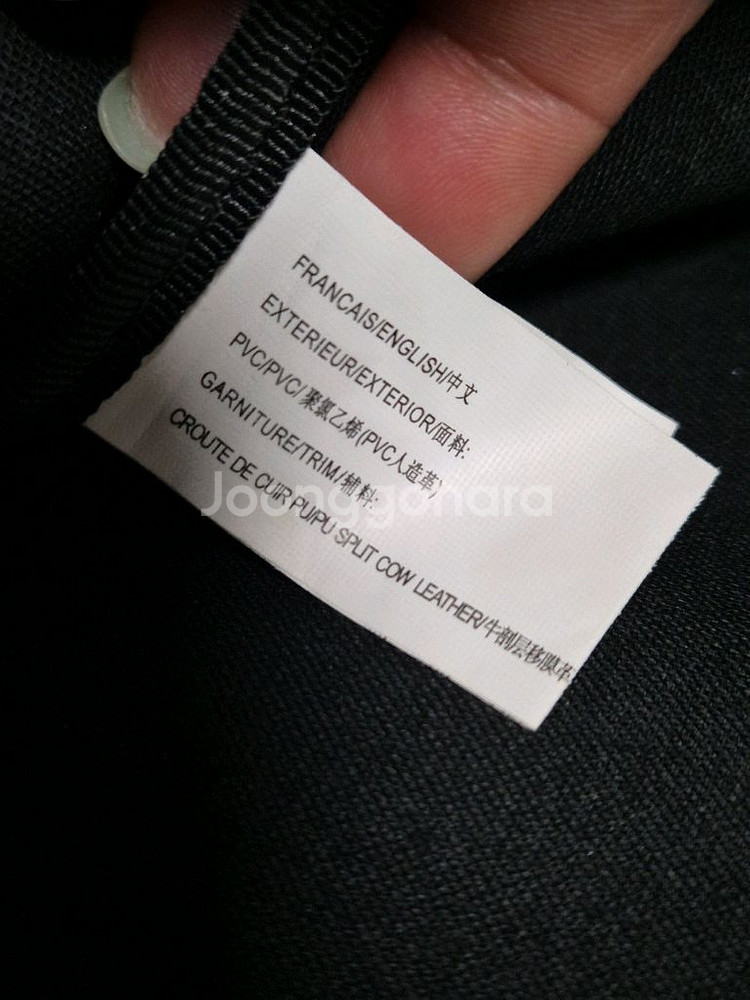 FRANCAIS/ENGLISH/中文
EXTERIEUR/EXTERIOR/面料:
PVC/PVC/聚氯乙烯(PVC人造革)
GARNITURE/TRIM/辅料:
CROUTE DE CUIR PU/PU SPLIT COW LEATHER/牛剖层移膜革
Joonggonara